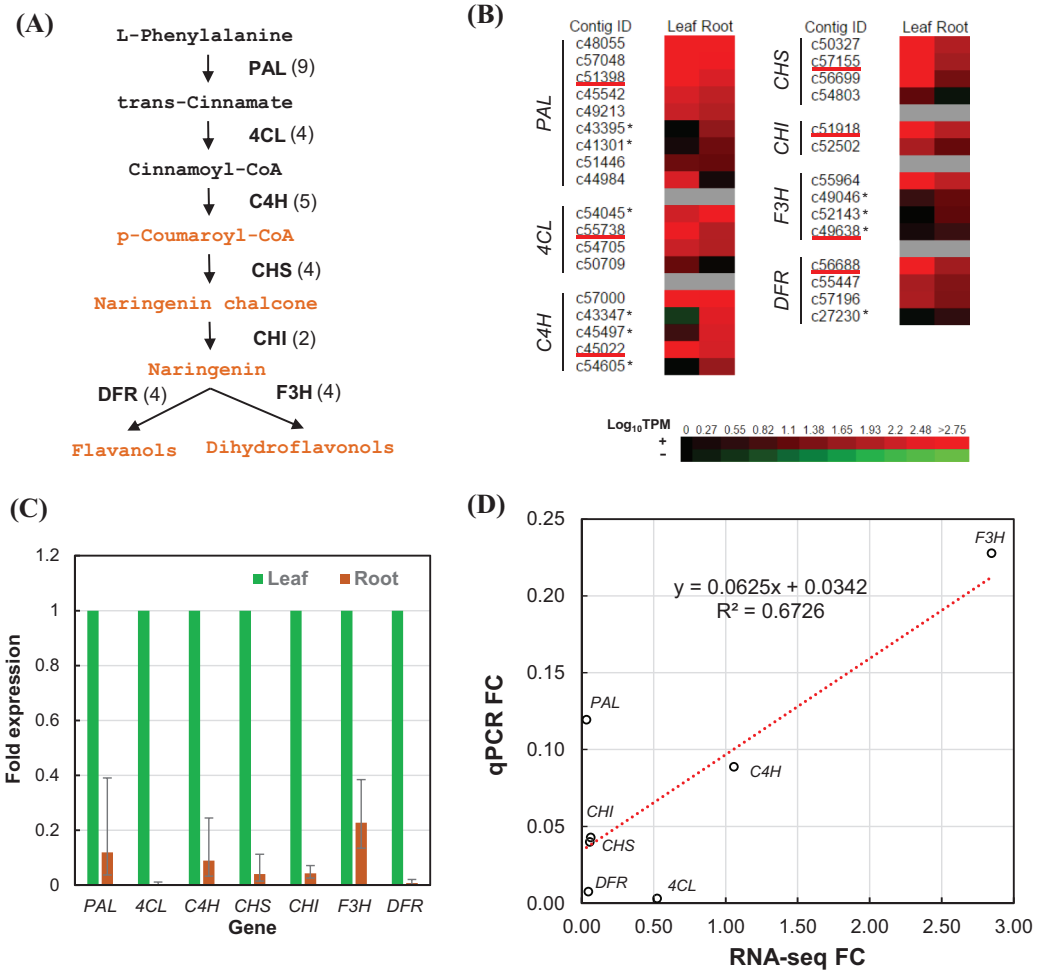 (A)
L-Phenylalanine
PAL (9)
trans-Cinnamate
4CL (4)
Cinnamoyl-CoA
C4H (5)
p-Coumaroyl-CoA
CHS (4)
Naringenin chalcone
CHI (2)
Naringenin
DFR (4)
F3H (4)
Flavanols
Dihydroflavonols
(B)
Contig ID
Leaf Root
PAL
c48055
c57048
c51398
c45542
c49213
c43395*
c41301*
c51446
c44984
4CL
c54045*
c55738
c54705
c50709
C4H
c57000
c43347*
c45497*
c45022
c54605*
Contig ID
Leaf Root
CHS
c50327
c57155
c56699
c54803
CHI
c51918
c52502
F3H
c55964
c49046*
c52143*
c49638*
DFR
c56688
c55447
c57196
c27230*
Log10TPM
0 0.27 0.55 0.82 1.1 1.38 1.65 1.93 2.2 2.48 >2.75
+
−
(C)
Fold expression
1.2
1
0.8
0.6
0.4
0.2
0
Leaf
Root
PAL 4CL C4H CHS CHI F3H DFR
Gene
(D)
qPCR FC
0.25
0.20
0.15
0.10
0.05
0.00
y = 0.0625x + 0.0342
R² = 0.6726
F3H
PAL
C4H
CHI
CHS
DFR
4CL
0.00 0.50 1.00 1.50 2.00 2.50 3.00
RNA-seq FC